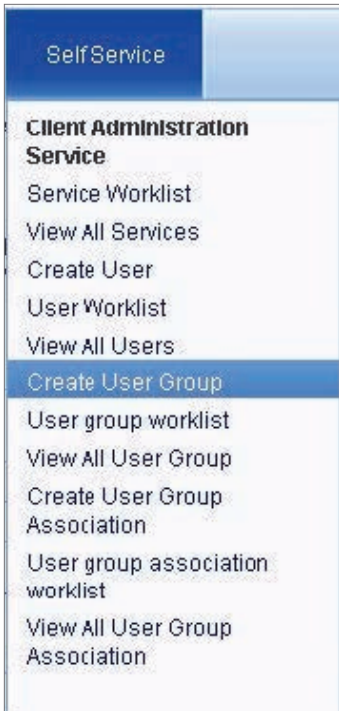 SelfService
Client Administration
Service
Service Worklist
View All Services
Create User
User Worklist
View All Users
Create User Group
User group worklist
View All User Group
Create User Group
Association
User group association
worklist
View All User Group
Association